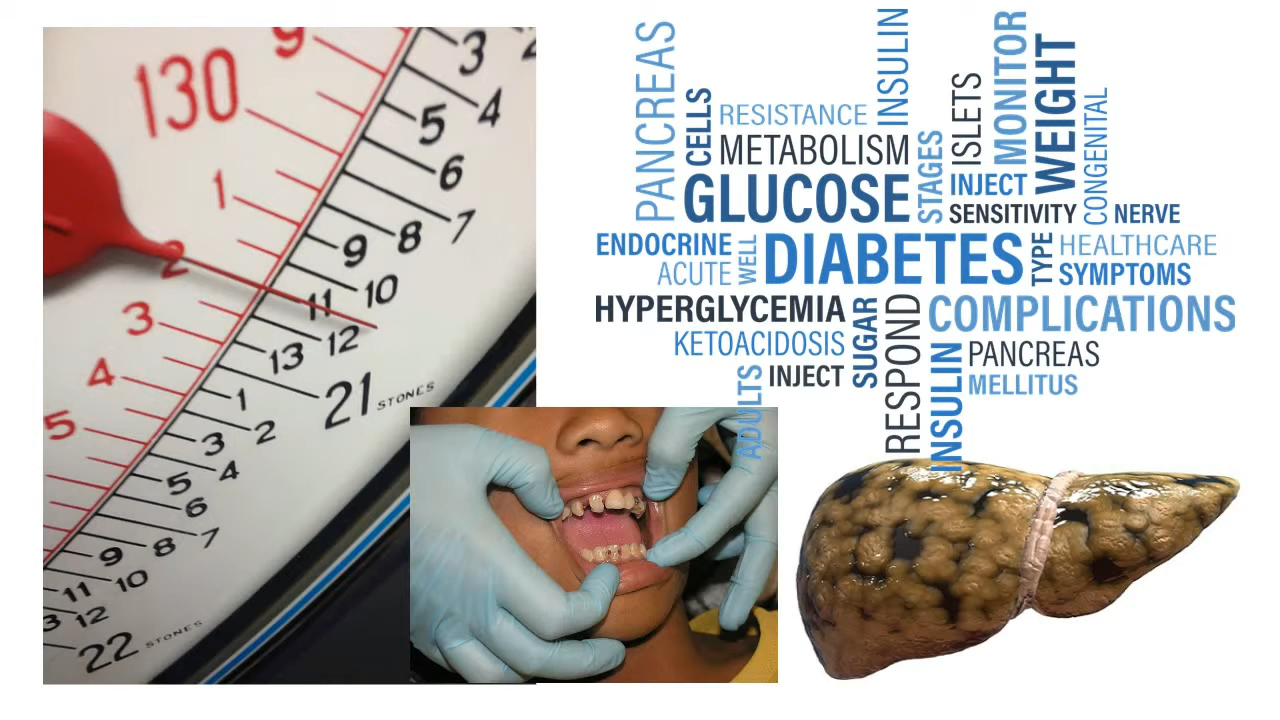 9
130
1
2
3
4
5
3
4
5
6
7
8
9
10
11
12
13
21 STONES
1
2
3
4
5
6
7
8
9
10
11
12
22 STONES
PANCREAS
CELLS
RESISTANCE
INSULIN
METABOLISM
GLUCOSE
STAGES
ISLETS
MONITOR
WEIGHT
CONGENITAL
INJECT
SENSITIVITY
NERVE
ENDOCRINE
ACUTE
WELL
DIABETES
TYPE
HEALTHCARE
SYMPTOMS
HYPERGLYCEMIA
KETOACIDOSIS
SUGAR
RESPOND
COMPLICATIONS
ADULTS
INJECT
INSULIN
PANCREAS
MELLITUS